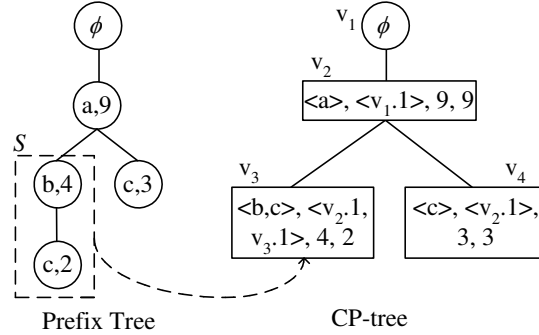 ϕ
a,9
S
b,4
c,3
c,2
Prefix Tree
v1
ϕ
v2
<a>, <v1.1>, 9, 9
v3
<b,c>, <v2.1,
v3.1>, 4, 2
v4
<c>, <v2.1>,
3, 3
CP-tree